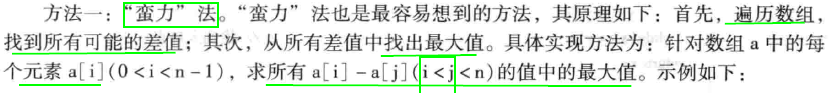 方法一：“蛮力”法。“蛮力”法也是最容易想到的方法，其原理如下：首先，遍历数组，
找到所有可能的差值；其次，从所有差值中找出最大值。具体实现方法为：针对数组 a 中的每
个元素 a[i](0<i<n-1)，求所有 a[i]-a[j](i<j<n)的值中的最大值。示例如下：